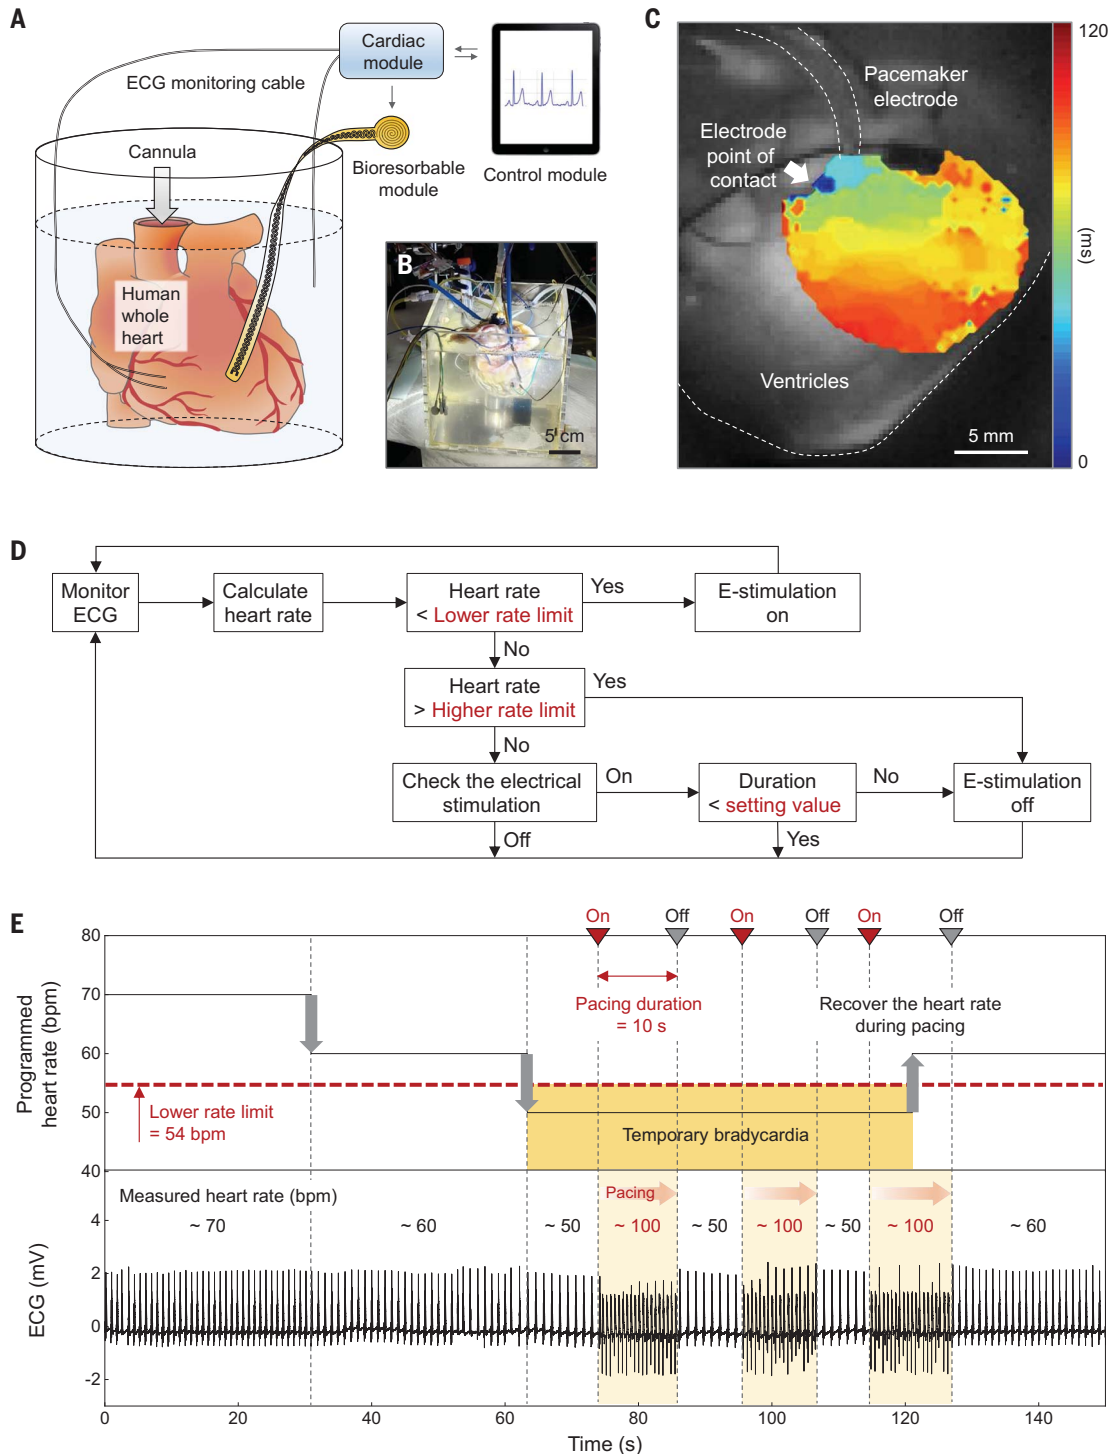 A
Cardiac
module
ECG monitoring cable
Cannula
Bioresorbable
module
Control module
Human
whole
heart
B
5 cm
C
Pacemaker
electrode
Electrode
point of
contact
Ventricles
5 mm
120
(ms)
0
D
Monitor
ECG
Calculate
heart rate
Heart rate
< Lower rate limit
Yes
E-stimulation
on
No
Heart rate
> Higher rate limit
Yes
No
Check the electrical
stimulation
On
Duration
< setting value
No
E-stimulation
off
Off
Yes
E
On
Off
On
Off
On
Off
80
70
60
50
40
Programmed
heart rate (bpm)
Pacing duration
= 10 s
Recover the heart rate
during pacing
Lower rate limit
= 54 bpm
Temporary bradycardia
Measured heart rate (bpm)
Pacing
~ 70
~ 60
~ 50
~ 100
~ 50
~ 100
~ 50
~ 100
~ 60
4
2
0
-2
ECG (mV)
0
20
40
60
80
100
120
140
Time (s)